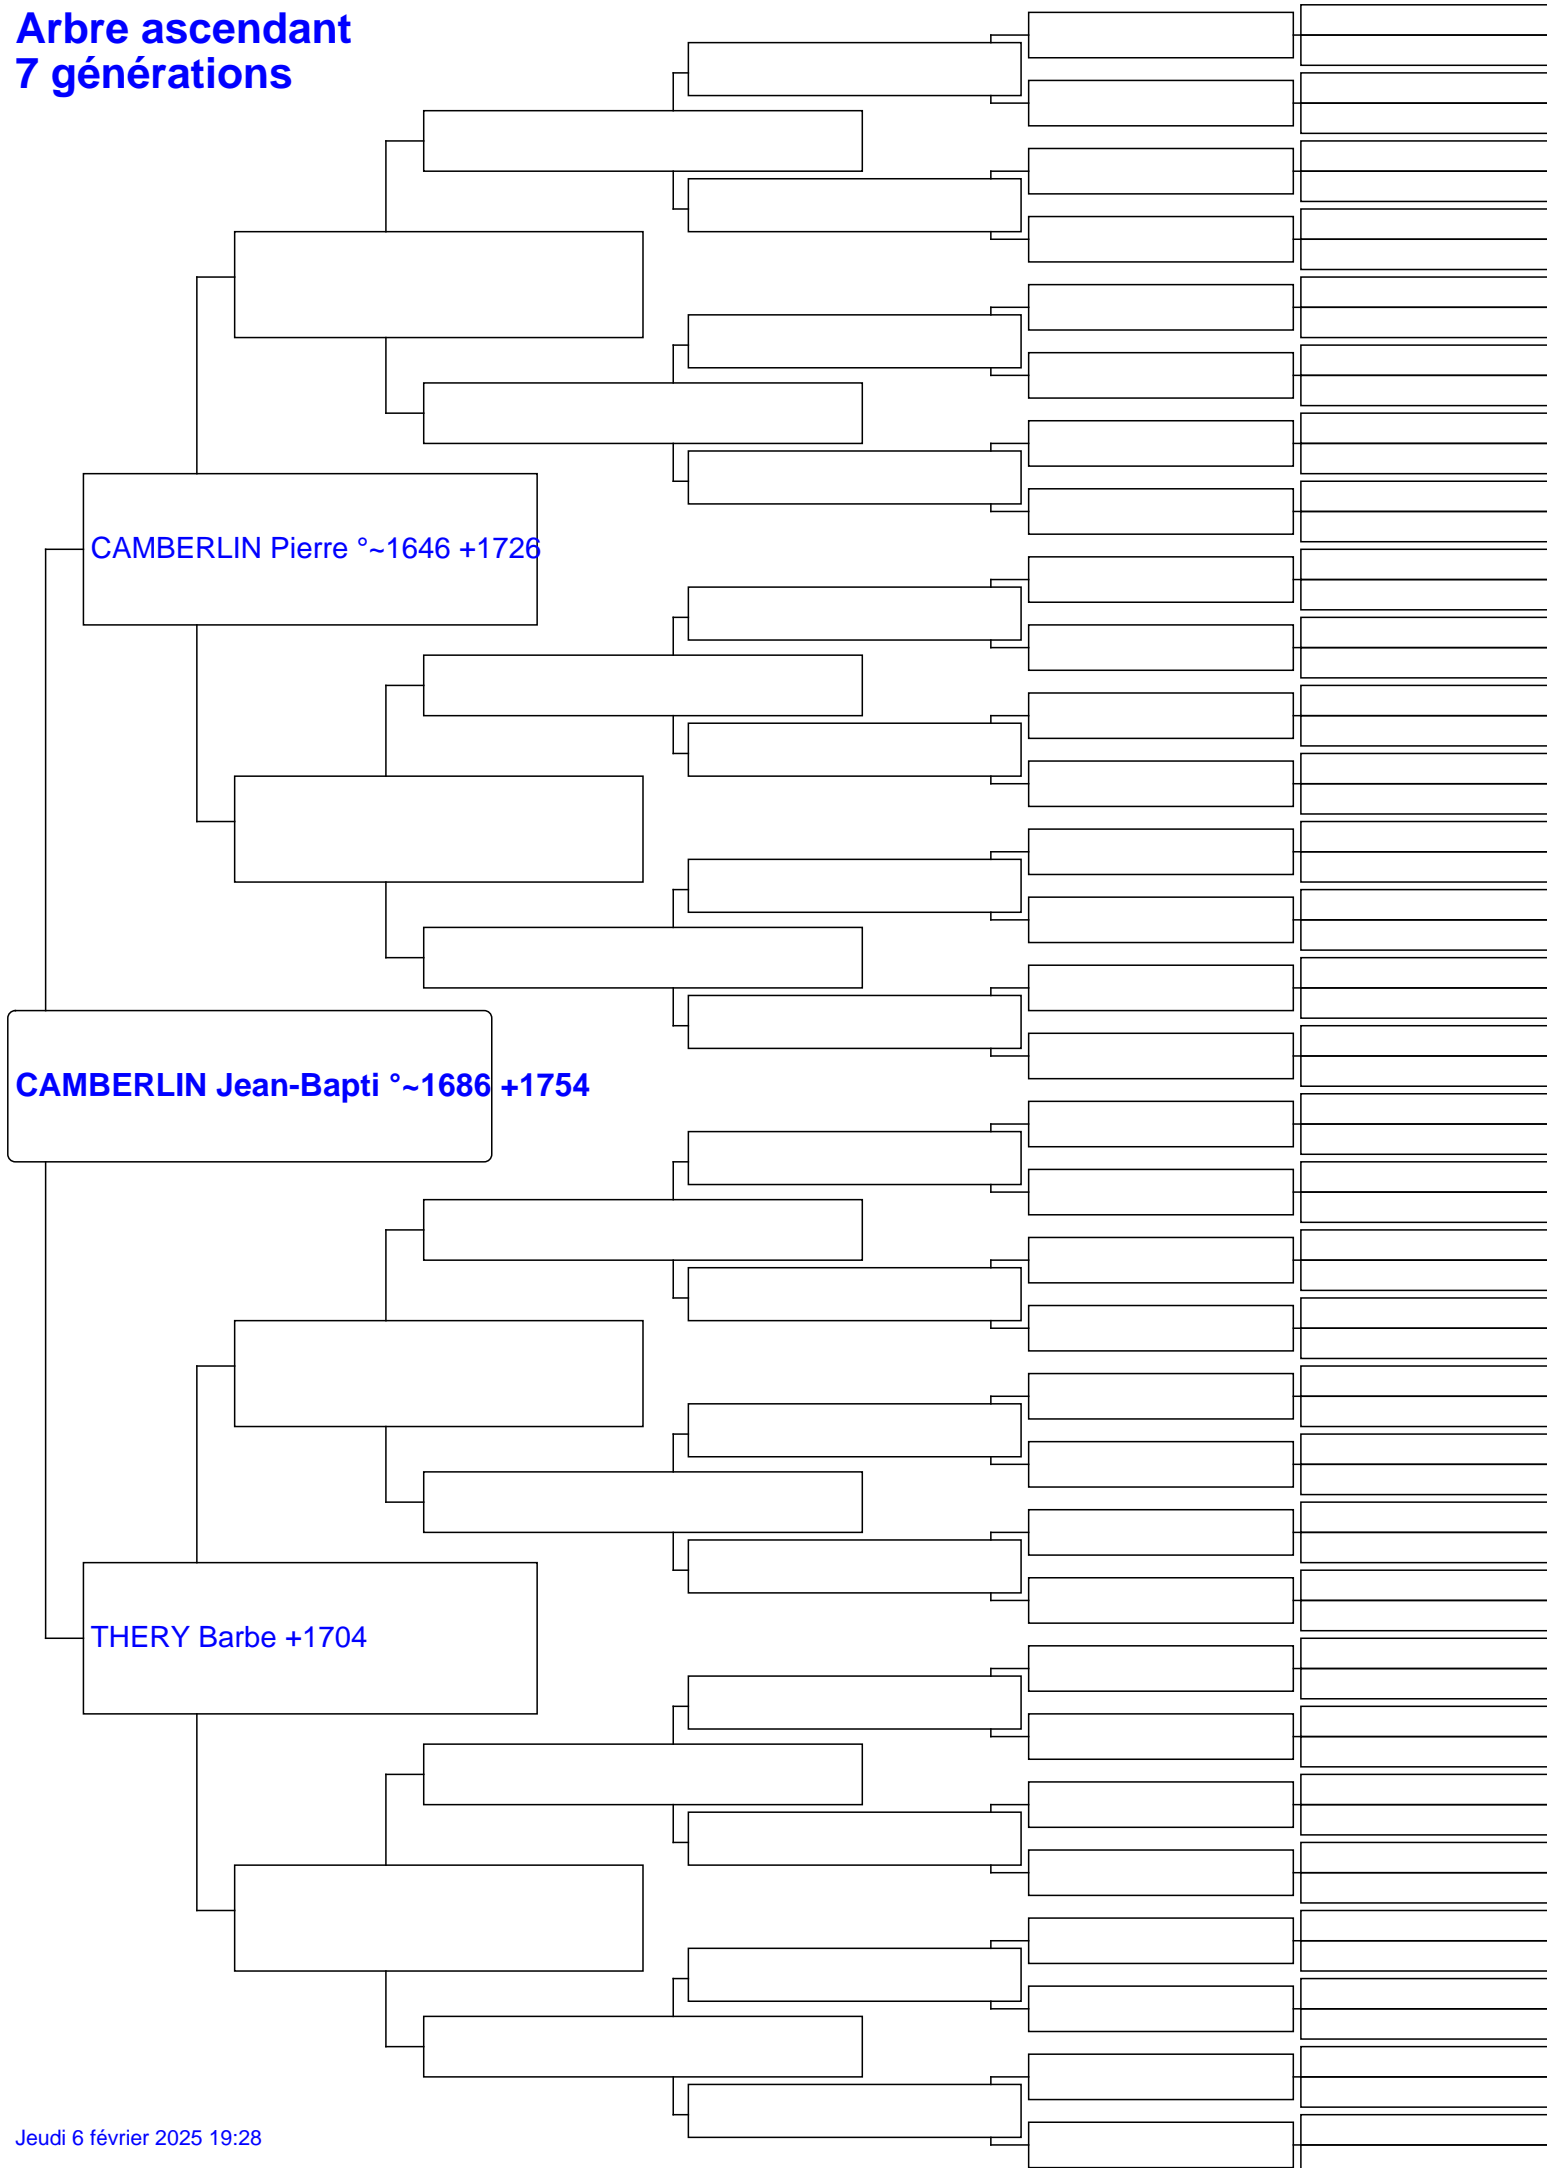 Arbre ascendant
7 générations
CAMBERLIN Pierre °~1646 +1726
CAMBERLIN Jean-Bapti °~1686 +1754
THERY Barbe +1704
Jeudi 6 février 2025 19:28